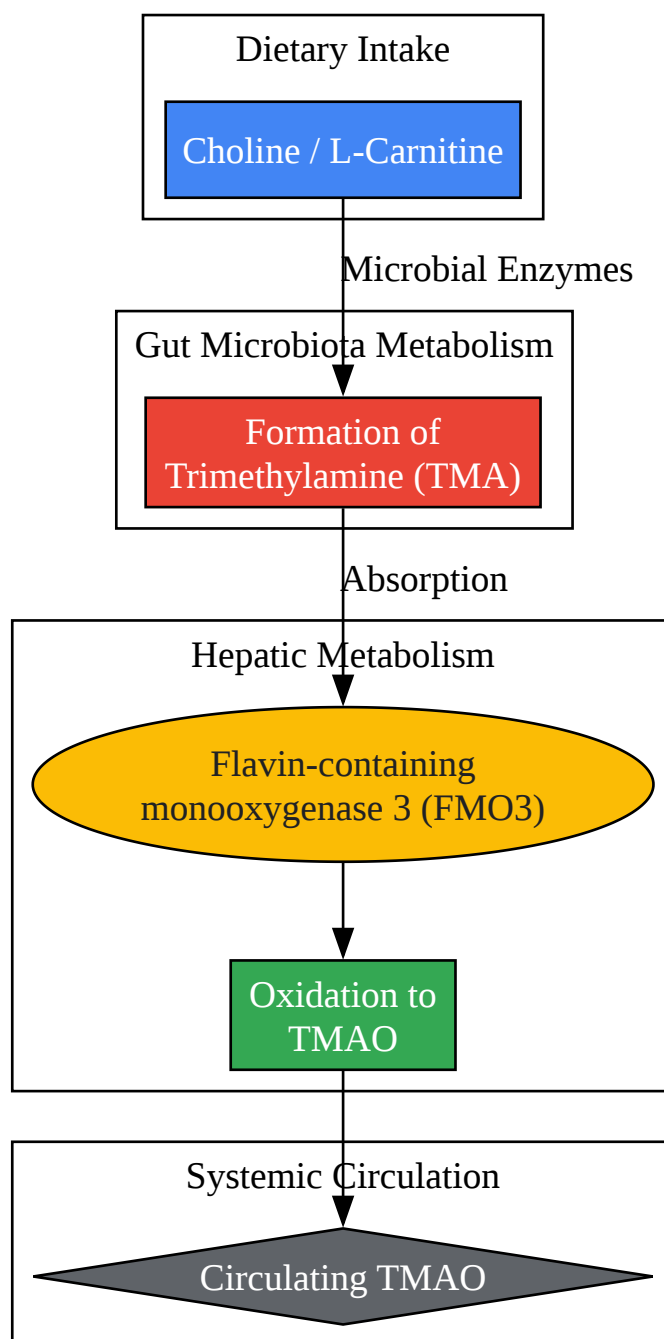 Dietary Intake
Choline / L-Carnitine
Microbial Enzymes
Gut Microbiota Metabolism
Formation of
Trimethylamine (TMA)
Absorption
Hepatic Metabolism
Flavin-containing
monooxygenase 3 (FMO3)
Oxidation to
TMAO
Systemic Circulation
Circulating TMAO